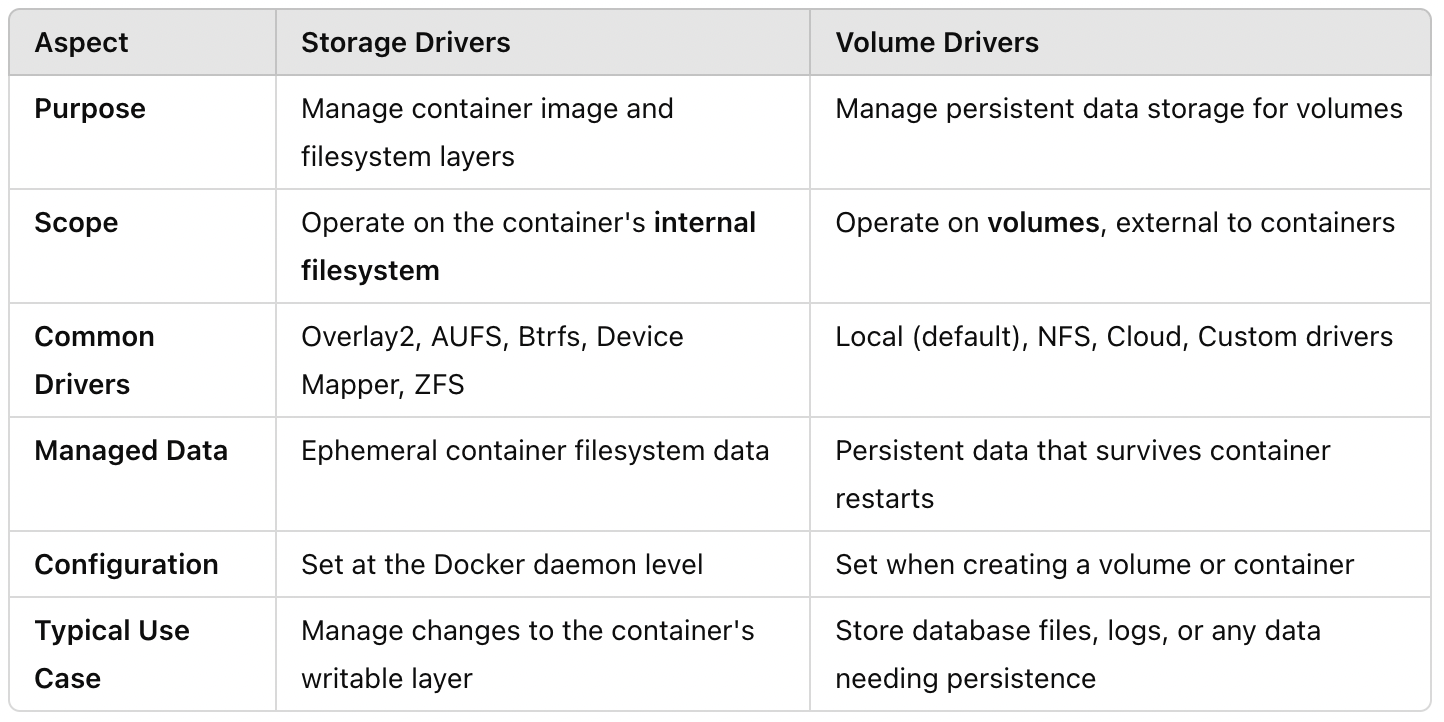 Aspect Storage Drivers Volume Drivers
Purpose Manage container image and Manage persistent data storage for volumes
filesystem layers
Scope Operate on the container's internal Operate on volumes, external to containers
filesystem
Common Overlay2, AUFS, Btrfs, Device Local (default), NFS, Cloud, Custom drivers
Drivers Mapper, ZFS
Managed Data Ephemeral container filesystem data Persistent data that survives container
restarts
Configuration Set at the Docker daemon level Set when creating a volume or container
Typical Use Manage changes to the container's Store database files, logs, or any data
Case writable layer needing persistence